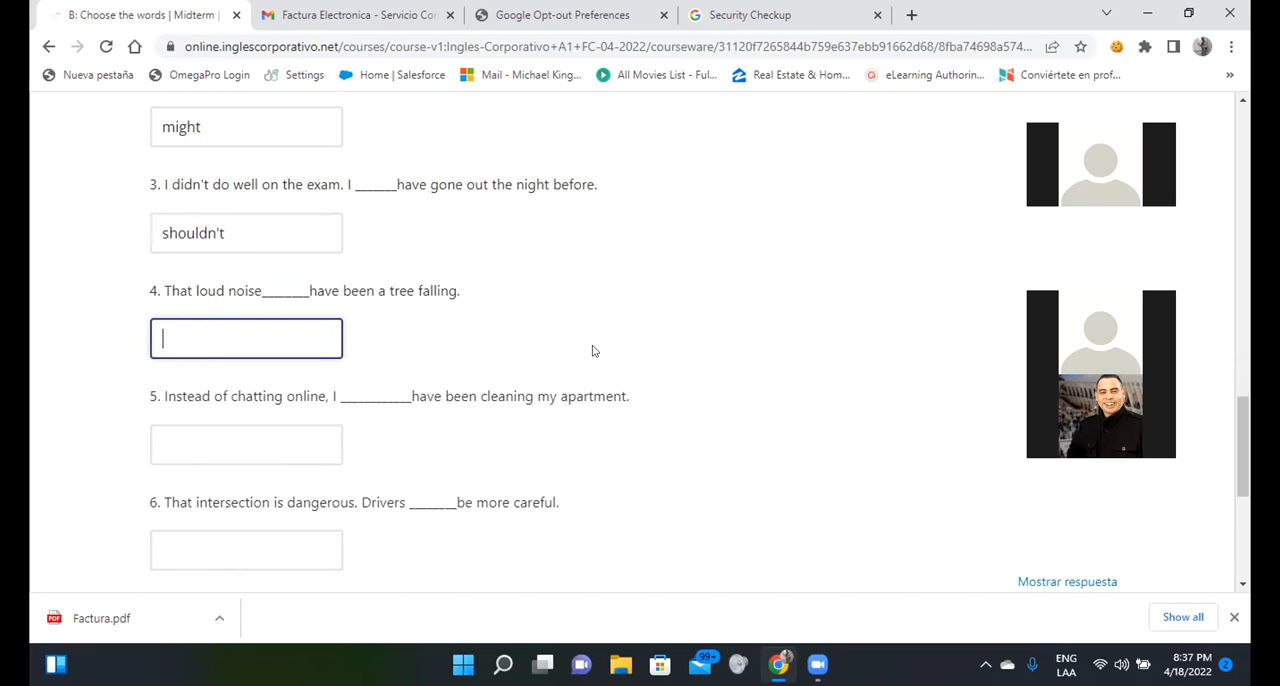 B: Choose the words | Midterm
Factura Electronica - Servicio Cor
Google Opt-out Preferences
Security Checkup
online.inglescorporativo.net/courses/course-v1:Ingles-Corporativo+A1+FC-04-2022/courseware/31120f7265844b759e637ebb91662d68/8fba74698a574...
Nueva pestaña
OmegaPro Login
Settings
Home | Salesforce
Mail - Michael King...
All Movies List - Ful...
Real Estate & Hom...
eLearning Authorin...
Conviértete en prof...
»
might
3. I didn't do well on the exam. I ______have gone out the night before.
shouldn't
4. That loud noise_______have been a tree falling.
5. Instead of chatting online, I __________have been cleaning my apartment.
6. That intersection is dangerous. Drivers _______be more careful.
Mostrar respuesta
PDF
Factura.pdf
Show all
99+
ENG
LAA
8:37 PM
4/18/2022
2